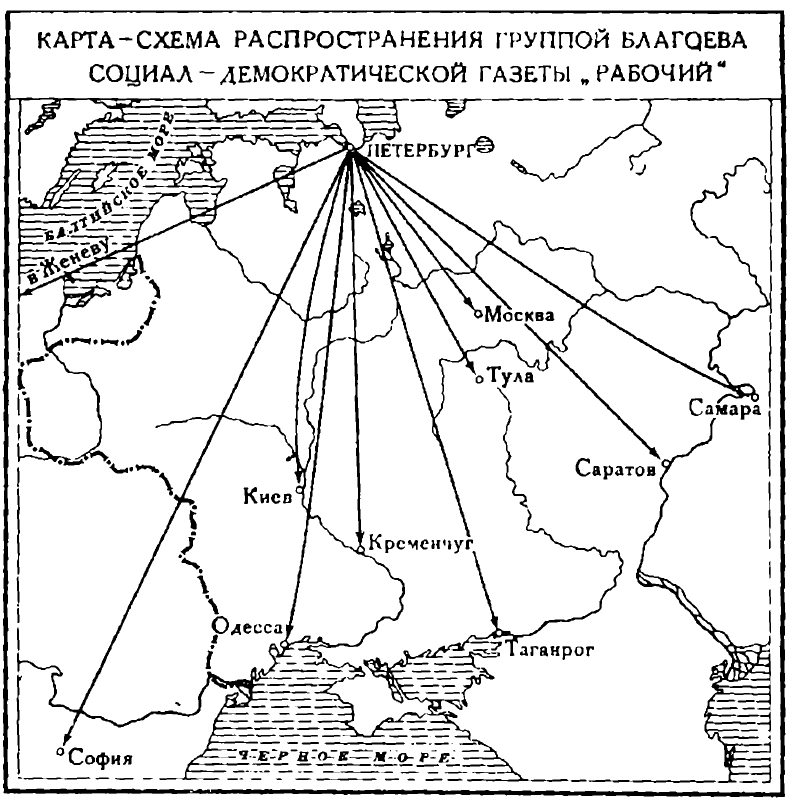 КАРТА-СХЕМА РАСПРОСТРАНЕНИЯ ГРУППОЙ БЛАГОЕВА
СОЦИАЛ-ДЕМОКРАТИЧЕСКОЙ ГАЗЕТЫ „РАБОЧИЙ“
ПЕТЕРБУРГ
БАЛТИЙСКОЕ МОРЕ
в Женеву
Москва
Тула
Самара
Саратов
Киев
Кременчуг
Одесса
Таганрог
София
ЧЕРНОЕ МОРЕ